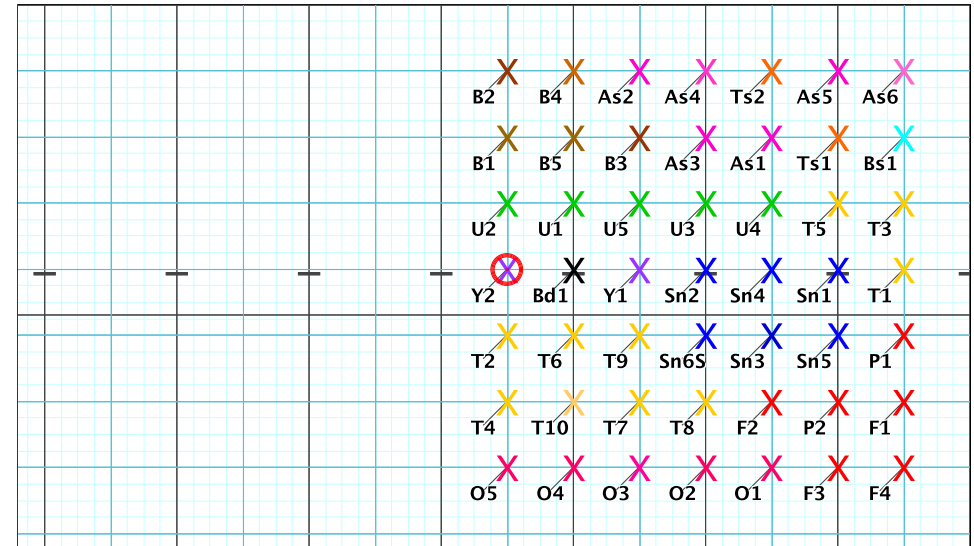 B2 B4 As2 As4 Ts2 As5 As6
B1 B5 B3 As3 As1 Ts1 Bs1
U2 U1 U5 U3 U4 T5 T3
Y2 Bd1 Y1 Sn2 Sn4 Sn1 T1
T2 T6 T9 Sn6S Sn3 Sn5 P1
T4 T10 T7 T8 F2 P2 F1
O5 O4 O3 O2 O1 F3 F4